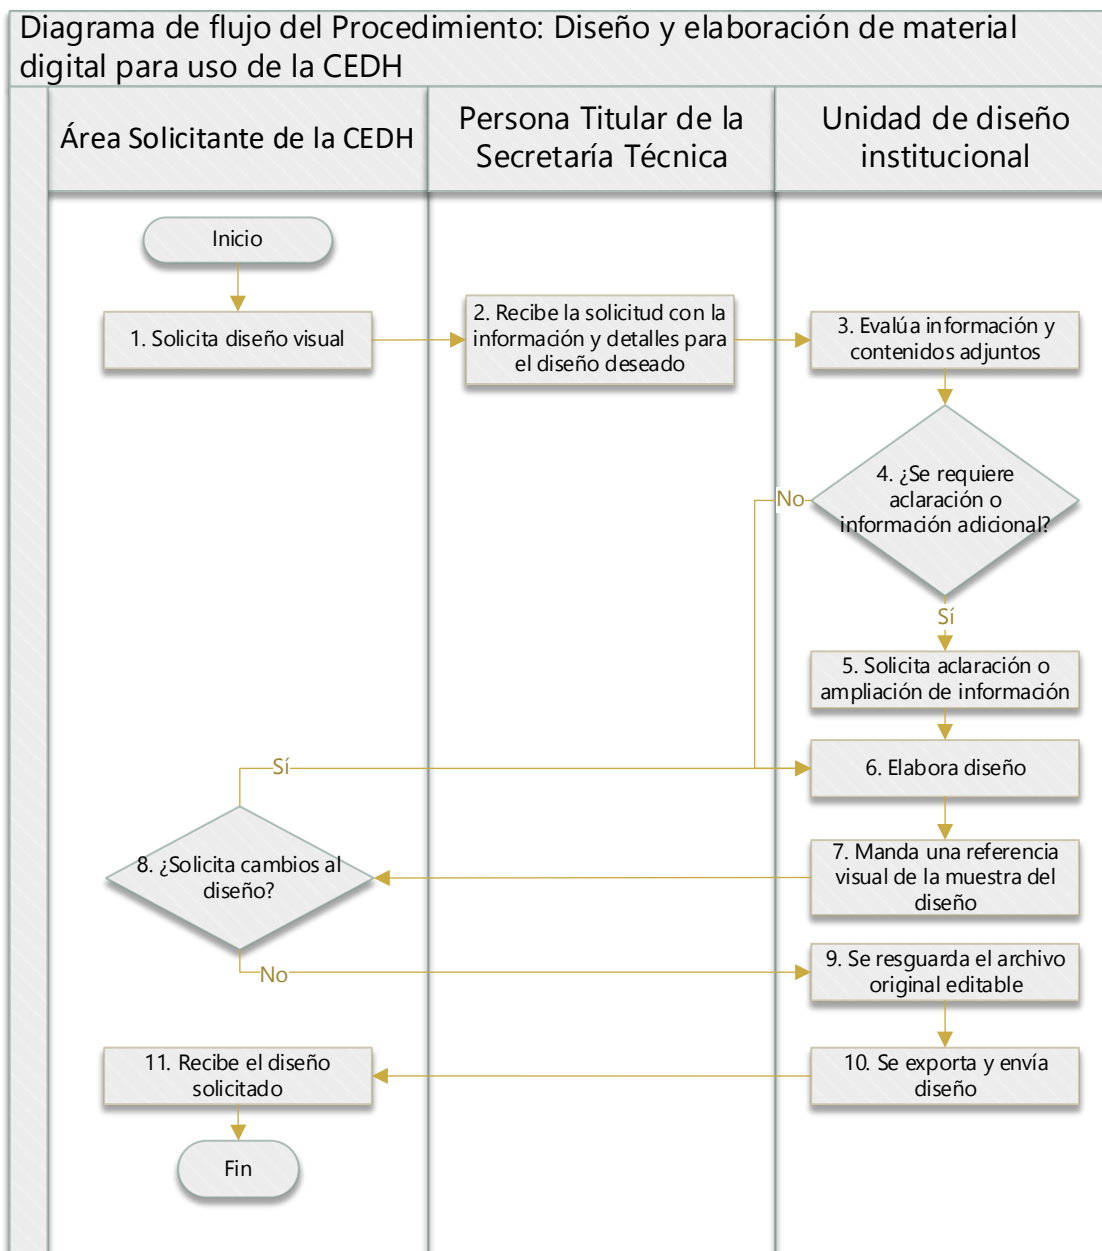 Diagrama de flujo del Procedimiento: Diseño y elaboración de material
digital para uso de la CEDH
Área Solicitante de la CEDH
Persona Titular de la
Secretaría Técnica
Unidad de diseño
institucional
Inicio
1. Solicita diseño visual
2. Recibe la solicitud con la
información y detalles para
el diseño deseado
3. Evalúa información y
contenidos adjuntos
4. ¿Se requiere
aclaración o
información adicional?
No
Sí
5. Solicita aclaración o
ampliación de información
Sí
6. Elabora diseño
8. ¿Solicita cambios al
diseño?
7. Manda una referencia
visual de la muestra del
diseño
No
9. Se resguarda el archivo
original editable
11. Recibe el diseño
solicitado
10. Se exporta y envía
diseño
Fin